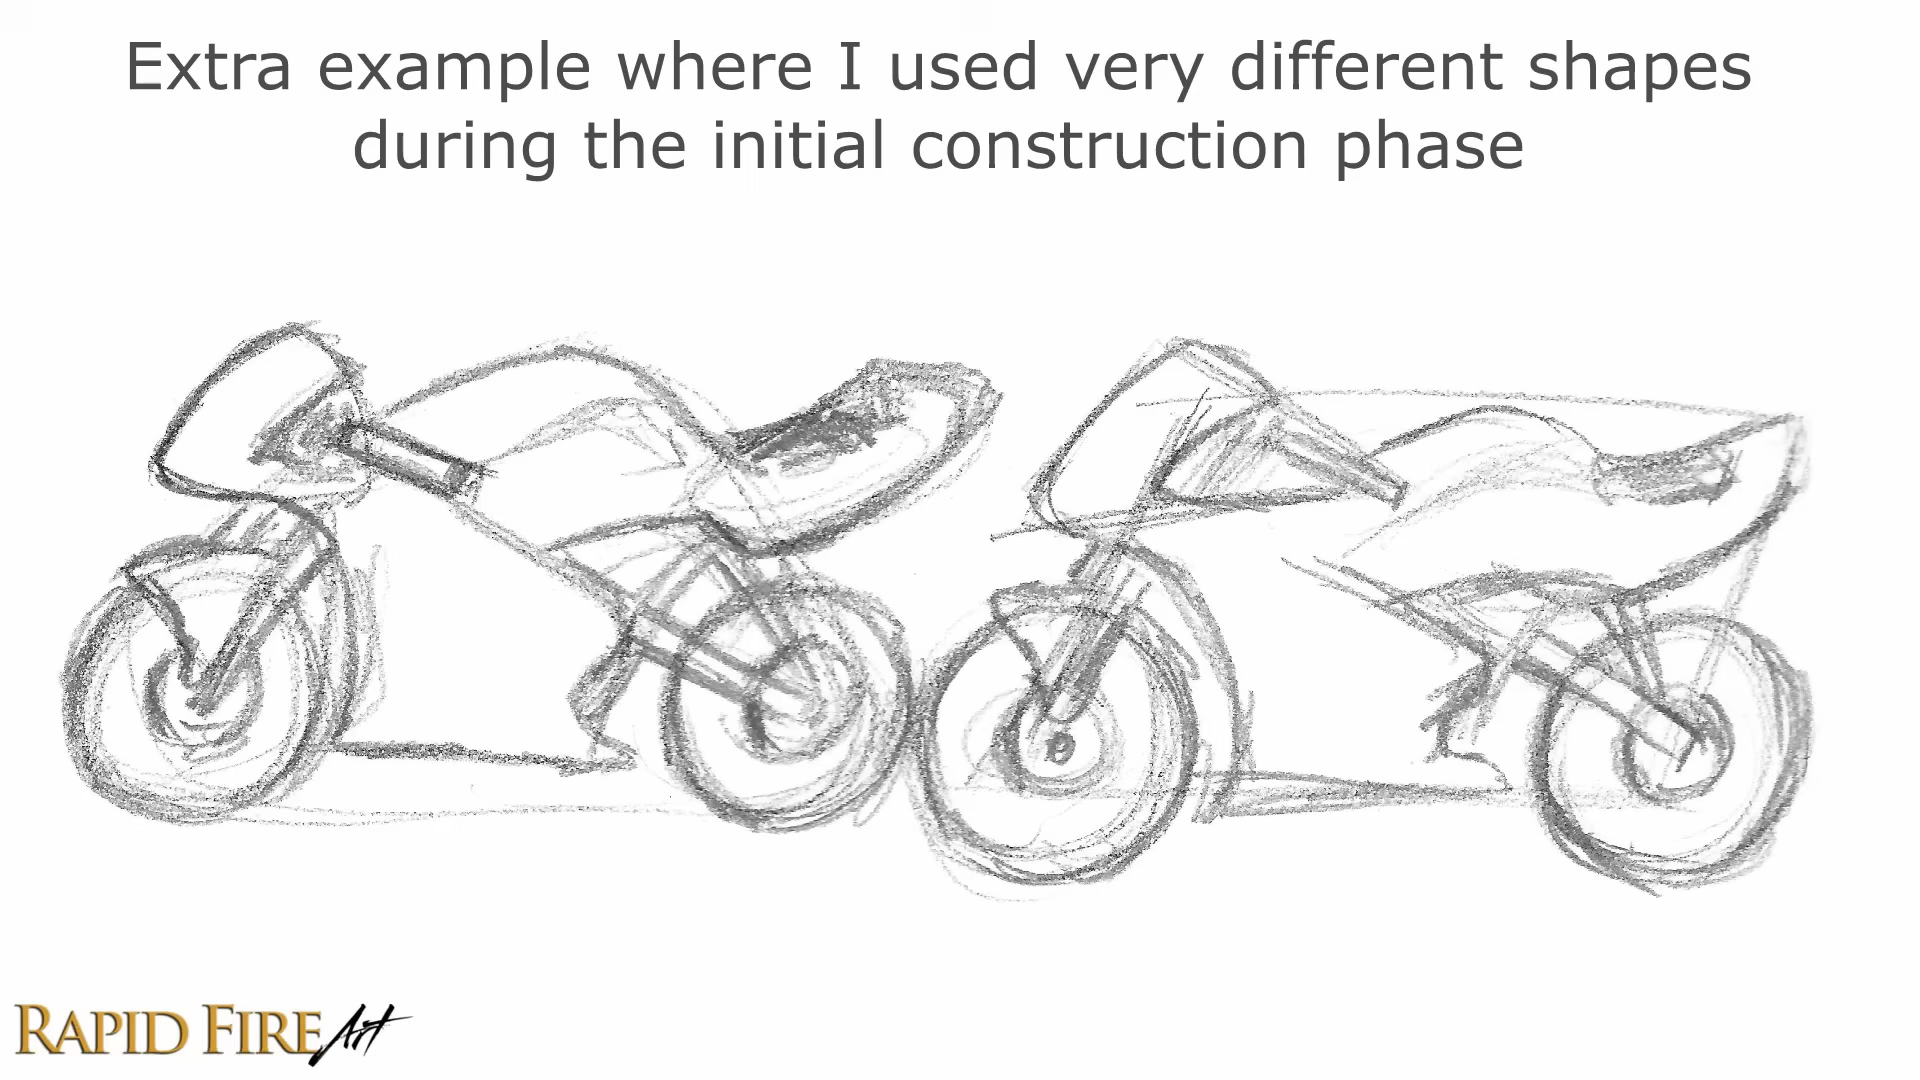 Extra example where I used very different shapes
during the initial construction phase
RAPID FIRE Art